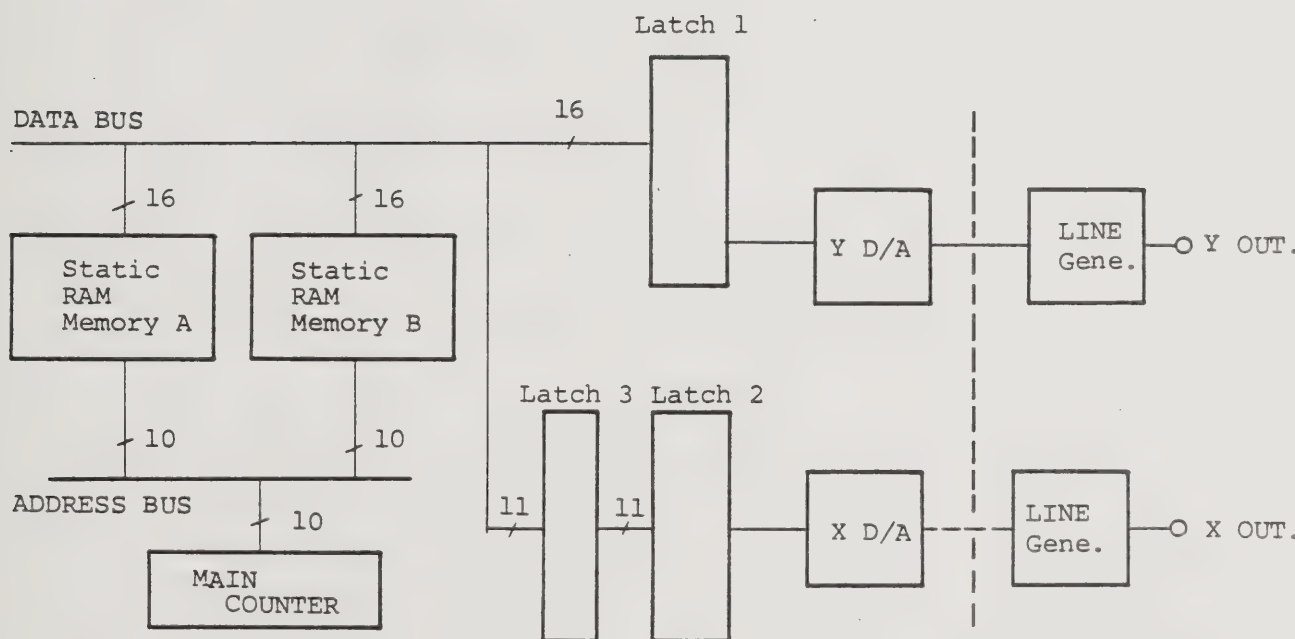 Latch 1
DATA BUS
16
16
16
Static
RAM
Memory A
Static
RAM
Memory B
Y D/A
LINE
Gene.
Y OUT.
10
10
ADDRESS BUS
10
MAIN
COUNTER
Latch 3
Latch 2
11
11
X D/A
LINE
Gene.
X OUT.